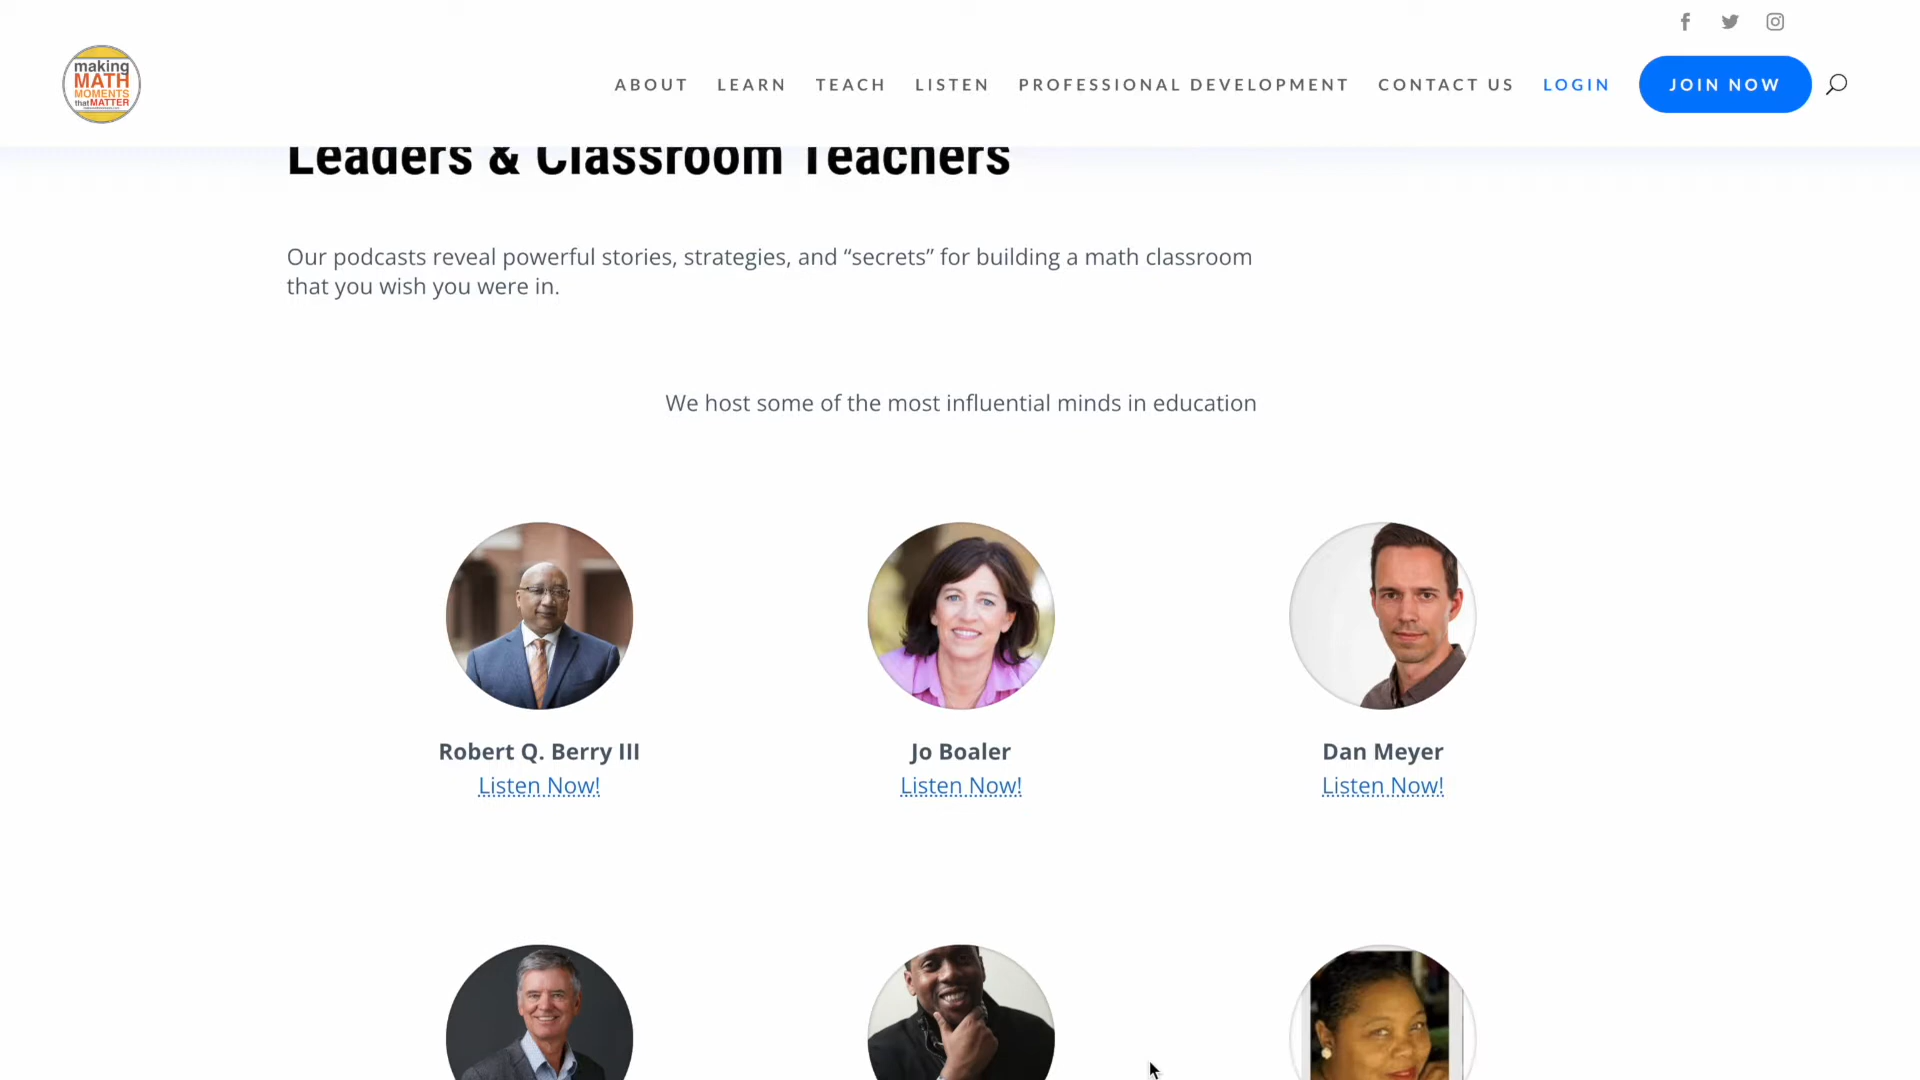 making
MATH
MOMENTS
that MATTER
ABOUT LEARN TEACH LISTEN PROFESSIONAL DEVELOPMENT CONTACT US LOGIN JOIN NOW
Leaders & Classroom Teachers
Our podcasts reveal powerful stories, strategies, and “secrets” for building a math classroom
that you wish you were in.
We host some of the most influential minds in education
Robert Q. Berry III Jo Boaler Dan Meyer
Listen Now! Listen Now! Listen Now!